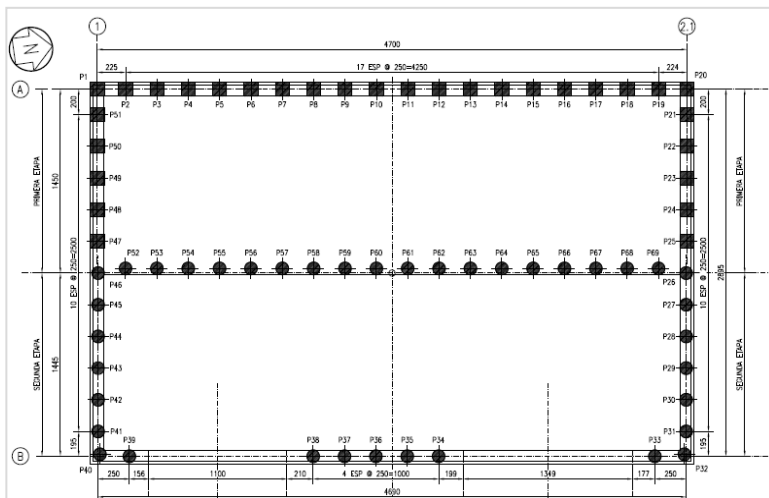 1
2.1
4700
N
225
17 ESP @ 250=4250
224
P1
P20
A
P2 P3 P4 P5 P6 P7 P8 P9 P10 P11 P12 P13 P14 P15 P16 P17 P18 P19
200
P51
P21
200
P50
P22
PRIMERA ETAPA
1450
P49
P23
PRIMERA ETAPA
P48
P24
P47
P25
10 ESP @ 250=2500
P52 P53 P54 P55 P56 P57 P58 P59 P60 P61 P62 P63 P64 P65 P66 P67 P68 P69
10 ESP @ 250=2500
2895
P46
P26
P45
P27
P44
P28
SEGUNDA ETAPA
1445
P43
P29
SEGUNDA ETAPA
P42
P30
P41
P31
195
P39 P38 P37 P36 P35 P34 P33
195
B
P40
P32
250 156 1100 210 4 ESP @ 250=1000 199 1349 177 250
4690